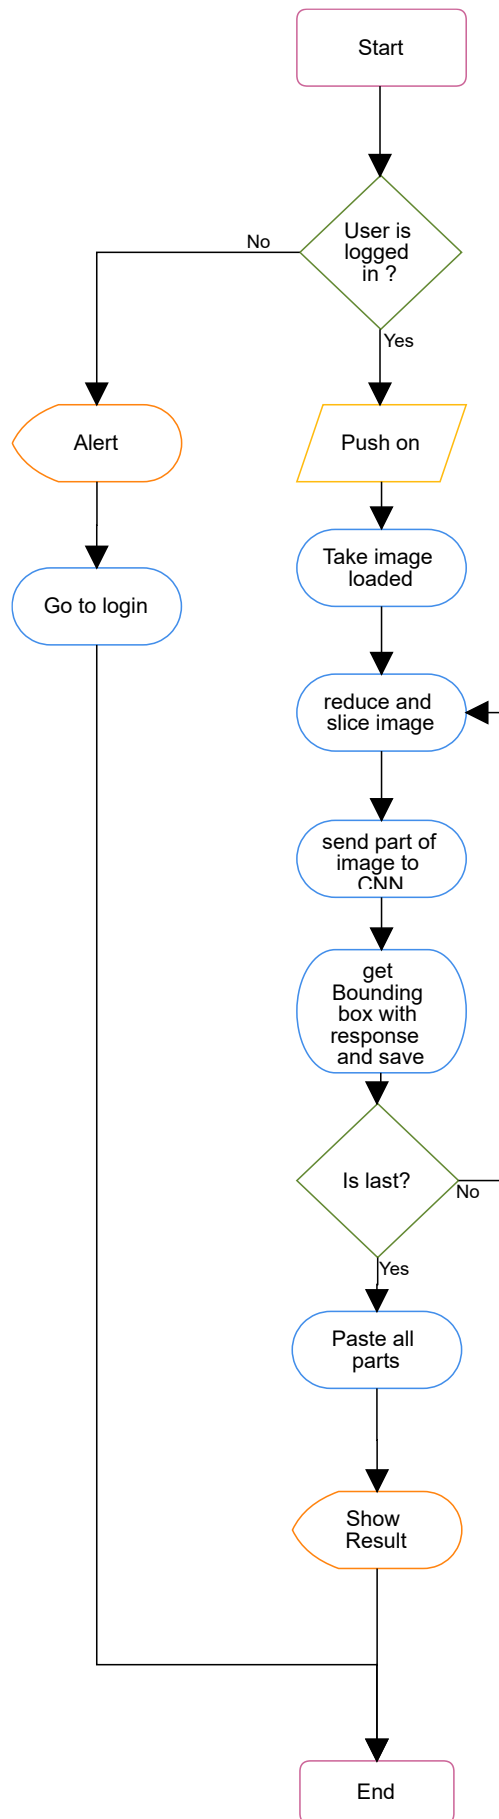 Start
User is
logged
in ?
No
Yes
Alert
Push on
Take image
loaded
Go to login
reduce and
slice image
send part of
image to
CNN
get
Bounding
box with
response
and save
Is last?
No
Yes
Paste all
parts
Show
Result
End